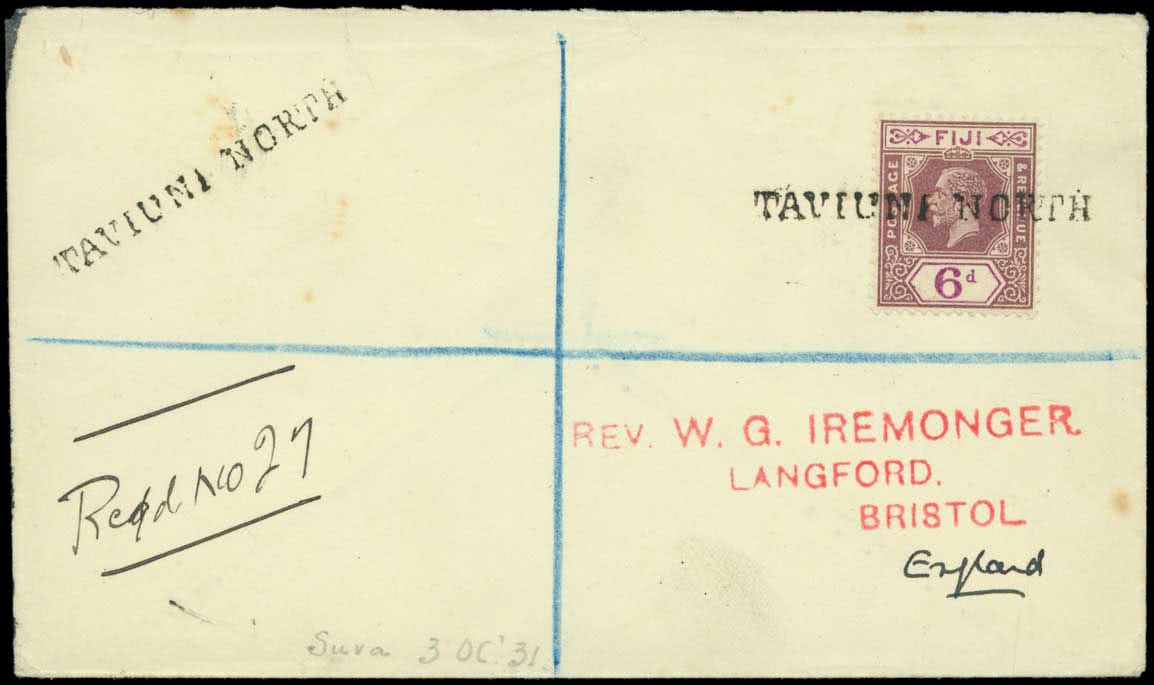 TAVIUNI NORTH
FIJI
POSTAGE
& REVENUE
TAVIUNI NORTH
6d
Regd No 27
REV. W. G. IREMONGER.
LANGFORD.
BRISTOL
England
Suva 3 OC' 31